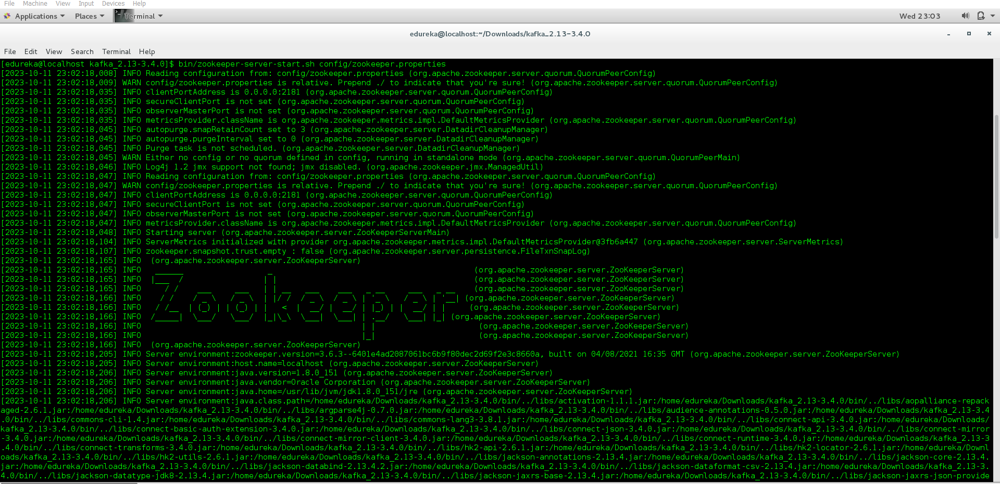 File Machine View Input Devices Help
Applications Places Terminal Wed 23:03
edureka@localhost:~/Downloads/kafka_2.13-3.4.0
File Edit View Search Terminal Help
[edureka@localhost kafka_2.13-3.4.0]$ bin/zookeeper-server-start.sh config/zookeeper.properties
[2023-10-11 23:02:18,008] INFO Reading configuration from: config/zookeeper.properties (org.apache.zookeeper.server.quorum.QuorumPeerConfig)
[2023-10-11 23:02:18,009] WARN config/zookeeper.properties is relative. Prepend ./ to indicate that you're sure! (org.apache.zookeeper.server.quorum.QuorumPeerConfig)
[2023-10-11 23:02:18,035] INFO clientPortAddress is 0.0.0.0:2181 (org.apache.zookeeper.server.quorum.QuorumPeerConfig)
[2023-10-11 23:02:18,035] INFO secureClientPort is not set (org.apache.zookeeper.server.quorum.QuorumPeerConfig)
[2023-10-11 23:02:18,035] INFO observerMasterPort is not set (org.apache.zookeeper.server.quorum.QuorumPeerConfig)
[2023-10-11 23:02:18,035] INFO metricsProvider.className is org.apache.zookeeper.metrics.impl.DefaultMetricsProvider (org.apache.zookeeper.server.quorum.QuorumPeerConfig)
[2023-10-11 23:02:18,045] INFO autopurge.snapRetainCount set to 3 (org.apache.zookeeper.server.DatadirCleanupManager)
[2023-10-11 23:02:18,045] INFO autopurge.purgeInterval set to 0 (org.apache.zookeeper.server.DatadirCleanupManager)
[2023-10-11 23:02:18,045] INFO Purge task is not scheduled. (org.apache.zookeeper.server.DatadirCleanupManager)
[2023-10-11 23:02:18,045] WARN Either no config or no quorum defined in config, running in standalone mode (org.apache.zookeeper.server.quorum.QuorumPeerMain)
[2023-10-11 23:02:18,046] INFO Log4j 1.2 jmx support not found; jmx disabled. (org.apache.zookeeper.jmx.ManagedUtil)
[2023-10-11 23:02:18,047] INFO Reading configuration from: config/zookeeper.properties (org.apache.zookeeper.server.quorum.QuorumPeerConfig)
[2023-10-11 23:02:18,047] WARN config/zookeeper.properties is relative. Prepend ./ to indicate that you're sure! (org.apache.zookeeper.server.quorum.QuorumPeerConfig)
[2023-10-11 23:02:18,047] INFO clientPortAddress is 0.0.0.0:2181 (org.apache.zookeeper.server.quorum.QuorumPeerConfig)
[2023-10-11 23:02:18,047] INFO secureClientPort is not set (org.apache.zookeeper.server.quorum.QuorumPeerConfig)
[2023-10-11 23:02:18,047] INFO observerMasterPort is not set (org.apache.zookeeper.server.quorum.QuorumPeerConfig)
[2023-10-11 23:02:18,047] INFO metricsProvider.className is org.apache.zookeeper.metrics.impl.DefaultMetricsProvider (org.apache.zookeeper.server.quorum.QuorumPeerConfig)
[2023-10-11 23:02:18,048] INFO Starting server (org.apache.zookeeper.server.ZooKeeperServerMain)
[2023-10-11 23:02:18,104] INFO ServerMetrics initialized with provider org.apache.zookeeper.metrics.impl.DefaultMetricsProvider@3fb6a447 (org.apache.zookeeper.server.ServerMetrics)
[2023-10-11 23:02:18,107] INFO zookeeper.snapshot.trust.empty : false (org.apache.zookeeper.server.persistence.FileTxnSnapLog)
[2023-10-11 23:02:18,165] INFO  (org.apache.zookeeper.server.ZooKeeperServer)
[2023-10-11 23:02:18,165] INFO   ______                  _                                           (org.apache.zookeeper.server.ZooKeeperServer)
[2023-10-11 23:02:18,165] INFO  |___  /                 | |                                          (org.apache.zookeeper.server.ZooKeeperServer)
[2023-10-11 23:02:18,165] INFO     / /                  | |                                          (org.apache.zookeeper.server.ZooKeeperServer)
[2023-10-11 23:02:18,166] INFO    / /    ___     ___    | | __   ___    ___   _ __     ___   _ __    (org.apache.zookeeper.server.ZooKeeperServer)
[2023-10-11 23:02:18,166] INFO   / /__  | (_) | | (_) | |   <  |  __/ |  __/ | |_) | |  __/ | |      (org.apache.zookeeper.server.ZooKeeperServer)
[2023-10-11 23:02:18,166] INFO  /_____|  \___/   \___/  |_|\_\  \___|  \___| | .__/   \___| |_| (org.apache.zookeeper.server.ZooKeeperServer)
[2023-10-11 23:02:18,166] INFO                                               | |                      (org.apache.zookeeper.server.ZooKeeperServer)
[2023-10-11 23:02:18,166] INFO                                               |_|                      (org.apache.zookeeper.server.ZooKeeperServer)
[2023-10-11 23:02:18,166] INFO  (org.apache.zookeeper.server.ZooKeeperServer)
[2023-10-11 23:02:18,205] INFO Server environment:zookeeper.version=3.6.3--6401e4ad2087061bc6b9f80dec2d69f2e3c8660a, built on 04/08/2021 16:35 GMT (org.apache.zookeeper.server.ZooKeeperServer)
[2023-10-11 23:02:18,205] INFO Server environment:host.name=localhost (org.apache.zookeeper.server.ZooKeeperServer)
[2023-10-11 23:02:18,206] INFO Server environment:java.version=1.8.0_151 (org.apache.zookeeper.server.ZooKeeperServer)
[2023-10-11 23:02:18,206] INFO Server environment:java.vendor=Oracle Corporation (org.apache.zookeeper.server.ZooKeeperServer)
[2023-10-11 23:02:18,206] INFO Server environment:java.home=/usr/lib/jvm/jdk1.8.0_151/jre (org.apache.zookeeper.server.ZooKeeperServer)
[2023-10-11 23:02:18,206] INFO Server environment:java.class.path=/home/edureka/Downloads/kafka_2.13-3.4.0/bin/../libs/activation-1.1.1.jar:/home/edureka/Downloads/kafka_2.13-3.4.0/bin/../libs/aopalliance-repack
aged-2.6.1.jar:/home/edureka/Downloads/kafka_2.13-3.4.0/bin/../libs/argparse4j-0.7.0.jar:/home/edureka/Downloads/kafka_2.13-3.4.0/bin/../libs/audience-annotations-0.5.0.jar:/home/edureka/Downloads/kafka_2.13-3.4
.0/bin/../libs/commons-cli-1.4.jar:/home/edureka/Downloads/kafka_2.13-3.4.0/bin/../libs/commons-lang3-3.8.1.jar:/home/edureka/Downloads/kafka_2.13-3.4.0/bin/../libs/connect-api-3.4.0.jar:/home/edureka/Downloads/
kafka_2.13-3.4.0/bin/../libs/connect-basic-auth-extension-3.4.0.jar:/home/edureka/Downloads/kafka_2.13-3.4.0/bin/../libs/connect-json-3.4.0.jar:/home/edureka/Downloads/kafka_2.13-3.4.0/bin/../libs/connect-mirror
-3.4.0.jar:/home/edureka/Downloads/kafka_2.13-3.4.0/bin/../libs/connect-mirror-client-3.4.0.jar:/home/edureka/Downloads/kafka_2.13-3.4.0/bin/../libs/connect-runtime-3.4.0.jar:/home/edureka/Downloads/kafka_2.13-3
.4.0/bin/../libs/connect-transforms-3.4.0.jar:/home/edureka/Downloads/kafka_2.13-3.4.0/bin/../libs/hk2-api-2.6.1.jar:/home/edureka/Downloads/kafka_2.13-3.4.0/bin/../libs/hk2-locator-2.6.1.jar:/home/edureka/Downl
oads/kafka_2.13-3.4.0/bin/../libs/hk2-utils-2.6.1.jar:/home/edureka/Downloads/kafka_2.13-3.4.0/bin/../libs/jackson-annotations-2.13.4.jar:/home/edureka/Downloads/kafka_2.13-3.4.0/bin/../libs/jackson-core-2.13.4.
jar:/home/edureka/Downloads/kafka_2.13-3.4.0/bin/../libs/jackson-databind-2.13.4.2.jar:/home/edureka/Downloads/kafka_2.13-3.4.0/bin/../libs/jackson-dataformat-csv-2.13.4.jar:/home/edureka/Downloads/kafka_2.13-3.
4.0/bin/../libs/jackson-datatype-jdk8-2.13.4.jar:/home/edureka/Downloads/kafka_2.13-3.4.0/bin/../libs/jackson-jaxrs-base-2.13.4.jar:/home/edureka/Downloads/kafka_2.13-3.4.0/bin/../libs/jackson-jaxrs-json-provide